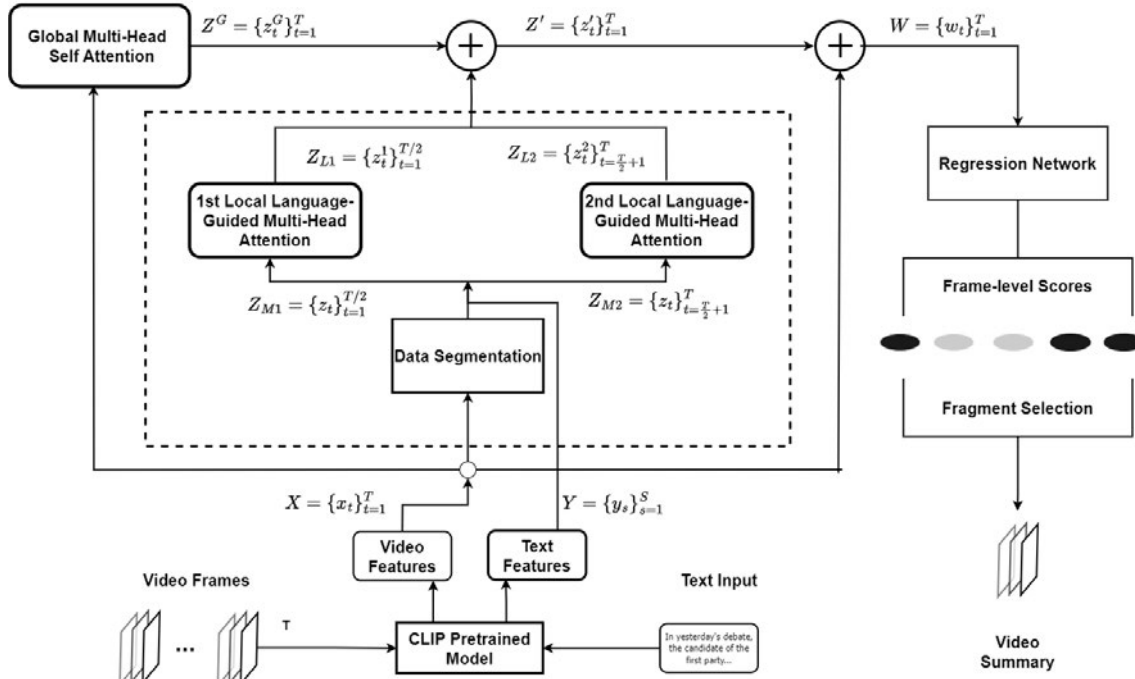 Global Multi-Head
Self Attention
Z^G = {z_t^G}_{t=1}^T
+
Z' = {z_t'}_{t=1}^T
+
W = {w_t}_{t=1}^T
Regression Network
Z_{L1} = {z_t^1}_{t=1}^{T/2}
Z_{L2} = {z_t^2}_{t=\frac{T}{2}+1}^T
1st Local Language-
Guided Multi-Head
Attention
2nd Local Language-
Guided Multi-Head
Attention
Z_{M1} = {z_t}_{t=1}^{T/2}
Z_{M2} = {z_t}_{t=\frac{T}{2}+1}^T
Data Segmentation
Frame-level Scores
Fragment Selection
X = {x_t}_{t=1}^T
Y = {y_s}_{s=1}^S
Video
Features
Text
Features
Video Frames
...
T
CLIP Pretrained
Model
Text Input
In yesterday's debate,
the candidate of the
first party...
Video
Summary